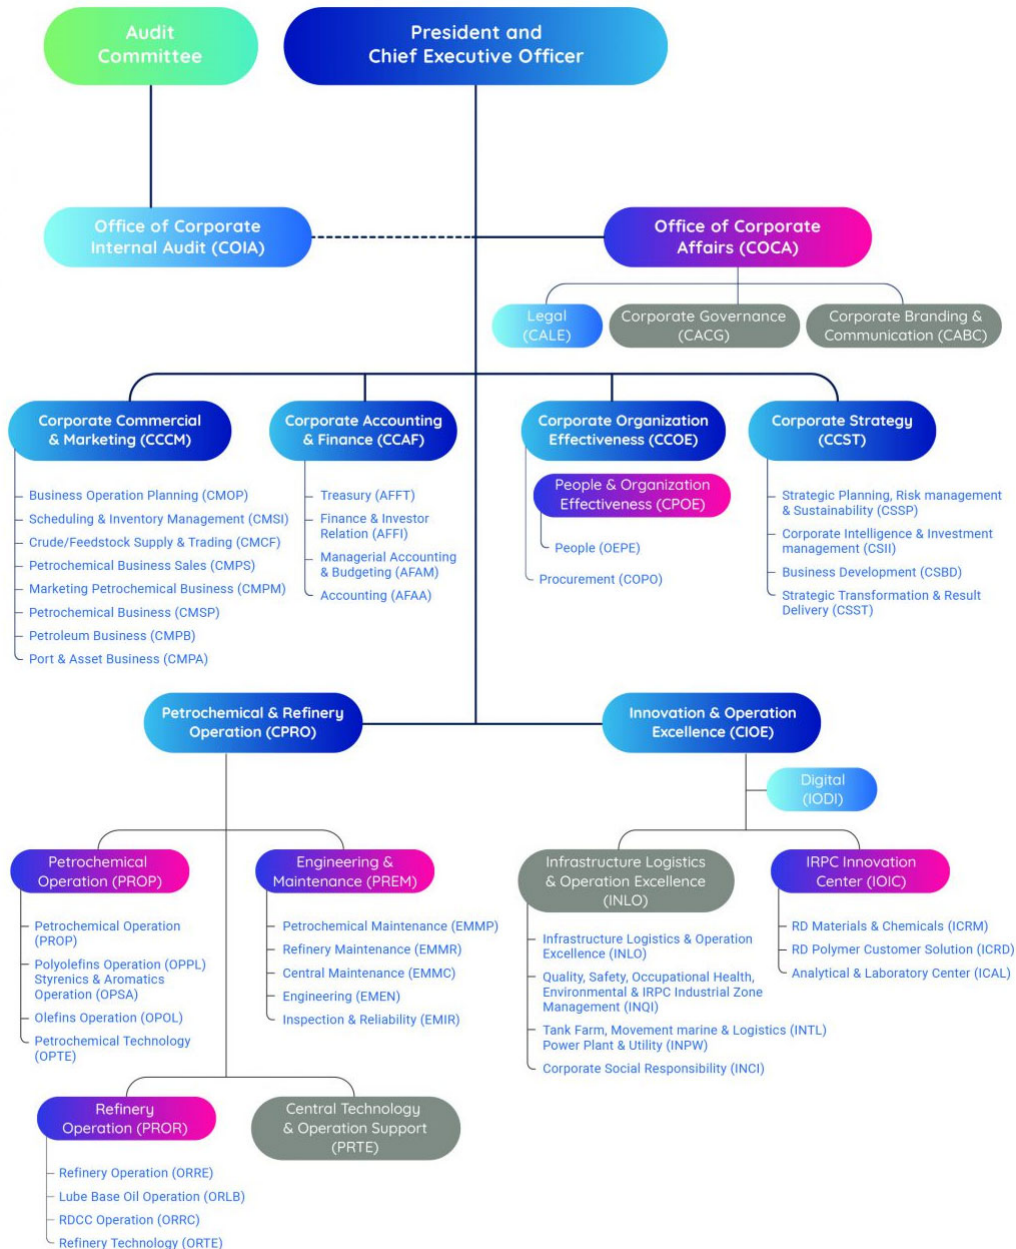 Audit
Committee
President and
Chief Executive Officer
Office of Corporate
Internal Audit (COIA)
Office of Corporate
Affairs (COCA)
Legal
(CALE)
Corporate Governance
(CACG)
Corporate Branding &
Communication (CABC)
Corporate Commercial
& Marketing (CCCM)
Business Operation Planning (CMOP)
Scheduling & Inventory Management (CMSI)
Crude/Feedstock Supply & Trading (CMCF)
Petrochemical Business Sales (CMPS)
Marketing Petrochemical Business (CMPM)
Petrochemical Business (CMSP)
Petroleum Business (CMPB)
Port & Asset Business (CMPA)
Corporate Accounting
& Finance (CCAF)
Treasury (AFFT)
Finance & Investor
Relation (AFFI)
Managerial Accounting
& Budgeting (AFAM)
Accounting (AFAA)
Corporate Organization
Effectiveness (CCOE)
People & Organization
Effectiveness (CPOE)
People (OEPE)
Procurement (COPO)
Corporate Strategy
(CCST)
Strategic Planning, Risk management
& Sustainability (CSSP)
Corporate Intelligence & Investment
management (CSII)
Business Development (CSBD)
Strategic Transformation & Result
Delivery (CSST)
Petrochemical & Refinery
Operation (CPRO)
Petrochemical
Operation (PROP)
Petrochemical Operation
(PROP)
Polyolefins Operation (OPPL)
Styrenics & Aromatics
Operation (OPSA)
Olefins Operation (OPOL)
Petrochemical Technology
(OPTE)
Engineering &
Maintenance (PREM)
Petrochemical Maintenance (EMMP)
Refinery Maintenance (EMMR)
Central Maintenance (EMMC)
Engineering (EMEN)
Inspection & Reliability (EMIR)
Refinery
Operation (PROR)
Refinery Operation (ORRE)
Lube Base Oil Operation (ORLB)
RDCC Operation (ORRC)
Refinery Technology (ORTE)
Central Technology
& Operation Support
(PRTE)
Innovation & Operation
Excellence (CIOE)
Digital
(IODI)
Infrastructure Logistics
& Operation Excellence
(INLO)
Infrastructure Logistics & Operation
Excellence (INLO)
Quality, Safety, Occupational Health,
Environmental & IRPC Industrial Zone
Management (INQI)
Tank Farm, Movement marine & Logistics (INTL)
Power Plant & Utility (INPW)
Corporate Social Responsibility (INCI)
IRPC Innovation
Center (IOIC)
RD Materials & Chemicals (ICRM)
RD Polymer Customer Solution (ICRD)
Analytical & Laboratory Center (ICAL)